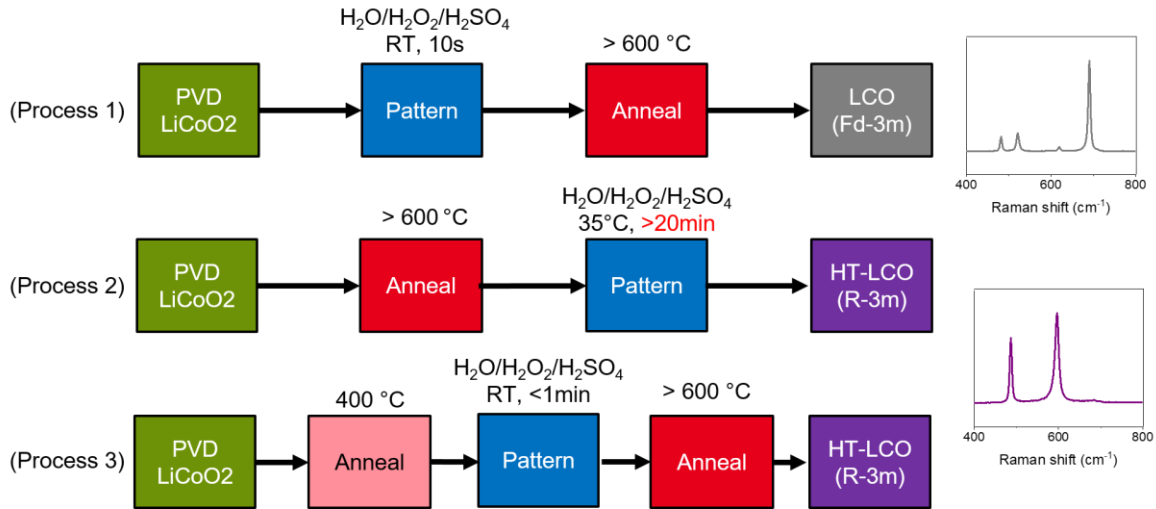 H₂O/H₂O₂/H₂SO₄
RT, 10s
> 600 °C
(Process 1)
PVD
LiCoO2
Pattern
Anneal
LCO
(Fd-3m)
400 600 800
Raman shift (cm⁻¹)
> 600 °C
H₂O/H₂O₂/H₂SO₄
35°C, >20min
(Process 2)
PVD
LiCoO2
Anneal
Pattern
HT-LCO
(R-3m)
400 600 800
Raman shift (cm⁻¹)
400 °C
H₂O/H₂O₂/H₂SO₄
RT, <1min
> 600 °C
(Process 3)
PVD
LiCoO2
Anneal
Pattern
Anneal
HT-LCO
(R-3m)